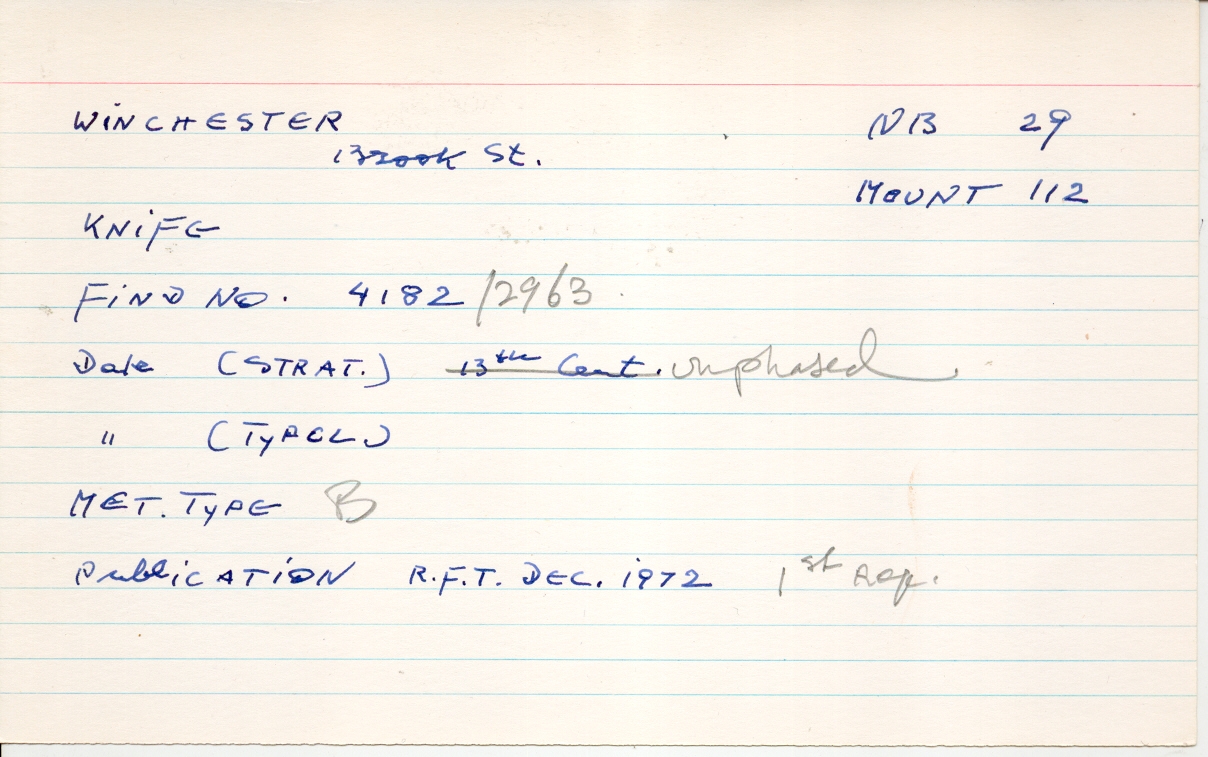 WINCHESTER NB 29
Brook St.
MOUNT 112
KNIFE
FIND NO. 4182/2963.
Date (STRAT.) 13th Cent. unphased
" (TYPOL)
MET. TYPE B
PublicATION R.F.T. DEC. 1972 1st Rep.